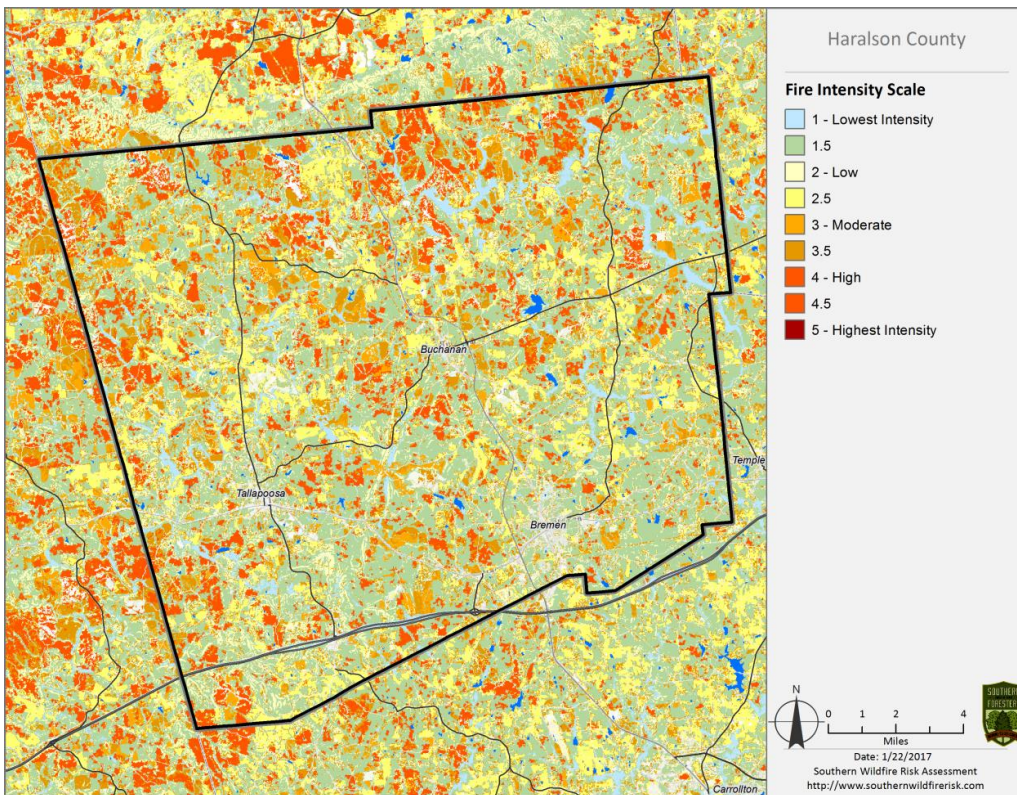 Haralson County
Fire Intensity Scale
1 - Lowest Intensity
1.5
2 - Low
2.5
3 - Moderate
3.5
4 - High
4.5
5 - Highest Intensity
Buchanan
Tallapoosa
Bremen
Temple
Carrollton
N
0 1 2 4
Miles
SOUTHERN
FORESTERS
Date: 1/22/2017
Southern Wildfire Risk Assessment
http://www.southernwildfirerisk.com